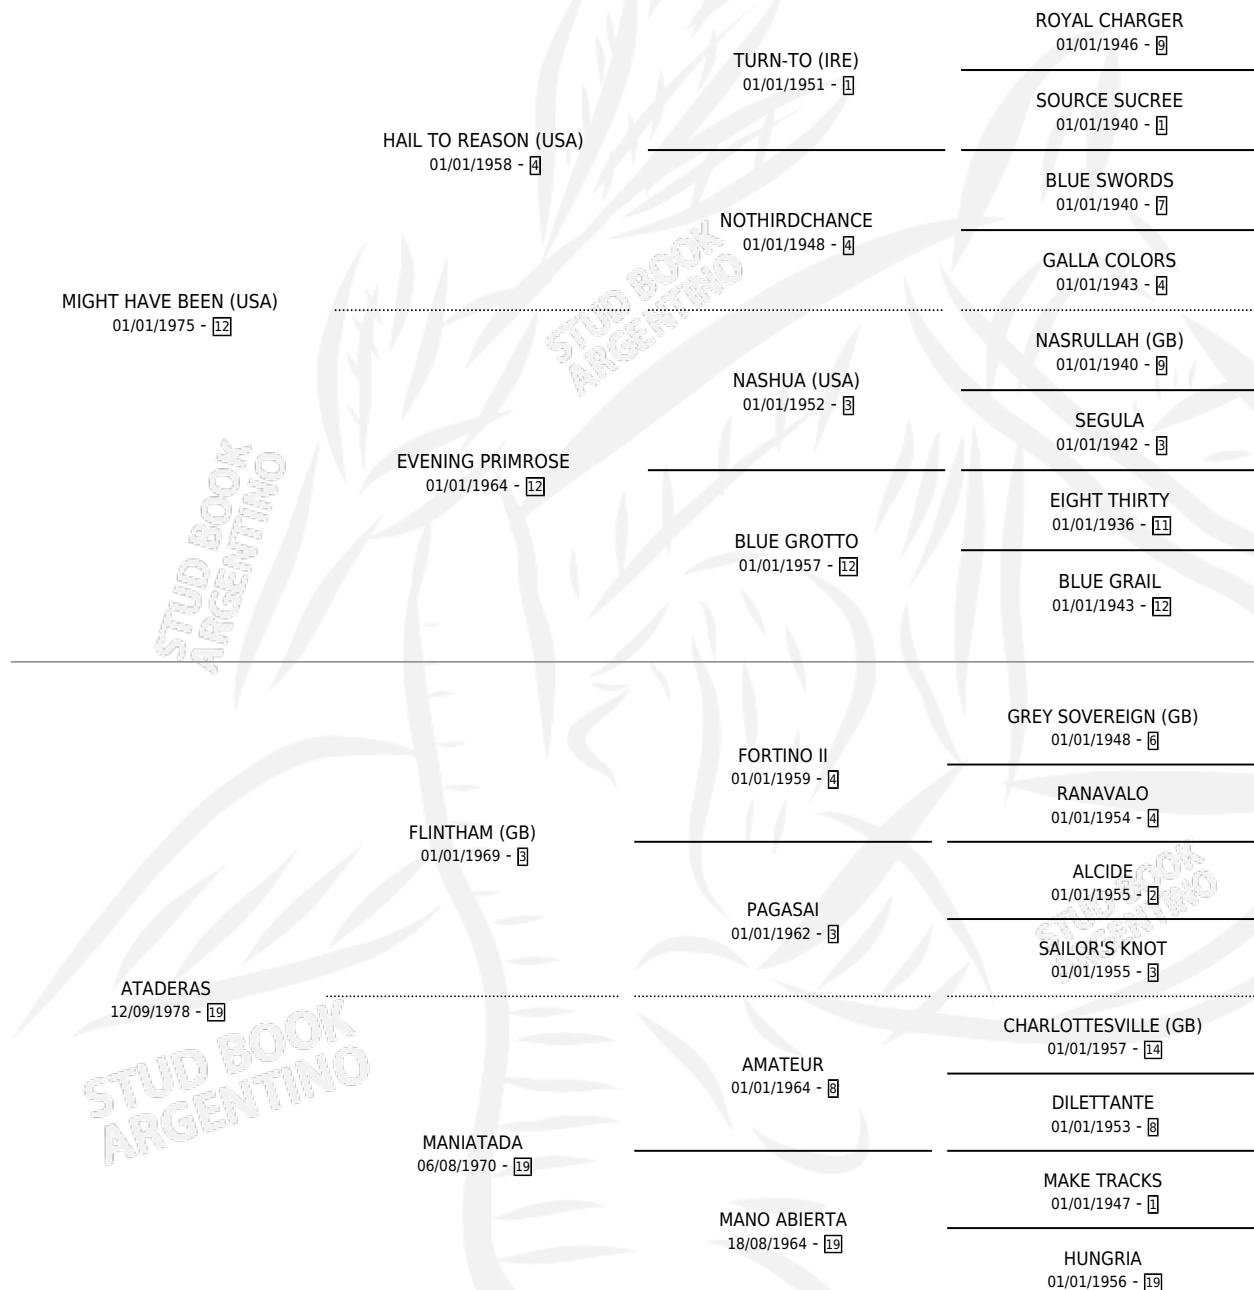 ROYAL CHARGER
01/01/1946 - 9
TURN-TO (IRE)
01/01/1951 - 1
SOURCE SUCREE
01/01/1940 - 1
HAIL TO REASON (USA)
01/01/1958 - 4
BLUE SWORDS
01/01/1940 - 7
NOTHIRDCHANCE
01/01/1948 - 4
GALLA COLORS
01/01/1943 - 4
MIGHT HAVE BEEN (USA)
01/01/1975 - 12
NASRULLAH (GB)
01/01/1940 - 9
NASHUA (USA)
01/01/1952 - 3
SEGULA
01/01/1942 - 3
EVENING PRIMROSE
01/01/1964 - 12
EIGHT THIRTY
01/01/1936 - 11
BLUE GROTTO
01/01/1957 - 12
BLUE GRAIL
01/01/1943 - 12
GREY SOVEREIGN (GB)
01/01/1948 - 6
FORTINO II
01/01/1959 - 4
RANAVALO
01/01/1954 - 4
FLINTHAM (GB)
01/01/1969 - 3
ALCIDE
01/01/1955 - 2
PAGASAI
01/01/1962 - 3
SAILOR'S KNOT
01/01/1955 - 3
ATADERAS
12/09/1978 - 19
CHARLOTTESVILLE (GB)
01/01/1957 - 14
AMATEUR
01/01/1964 - 8
DILETTANTE
01/01/1953 - 8
MANIATADA
06/08/1970 - 19
MAKE TRACKS
01/01/1947 - 1
MANO ABIERTA
18/08/1964 - 19
HUNGRIA
01/01/1956 - 19
STUD BOOK
ARGENTINO
STUD BOOK
ARGENTINO
STUD BOOK
ARGENTINO
STUD BOOK
ARGENTINO